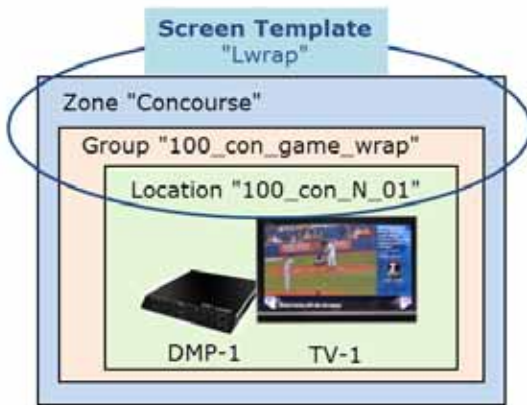 Screen Template
"Lwrap"
Zone "Concourse"
Group "100_con_game_wrap"
Location "100_con_N_01"
DMP-1 TV-1